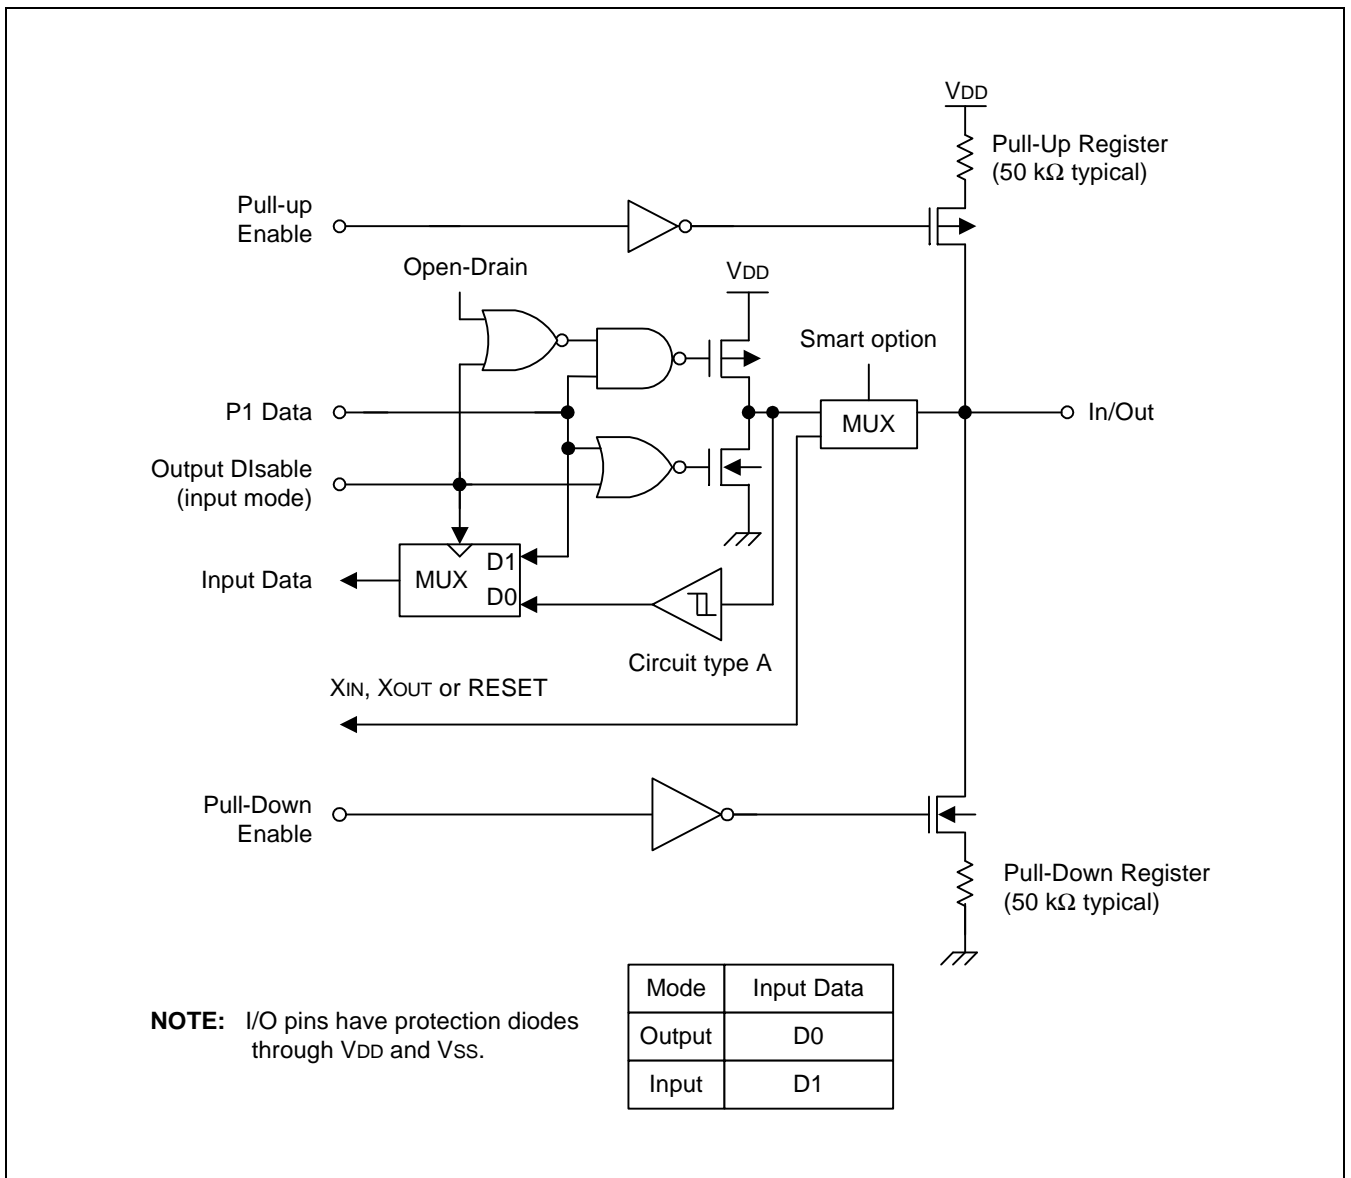 VDD
Pull-Up Register
(50 kΩ typical)
Pull-up
Enable
Open-Drain
VDD
Smart option
P1 Data
MUX
In/Out
Output DIsable
(input mode)
Input Data
MUX
D1
D0
Circuit type A
XIN, XOUT or RESET
Pull-Down
Enable
Pull-Down Register
(50 kΩ typical)
NOTE: I/O pins have protection diodes
through VDD and VSS.
Mode Input Data
Output D0
Input D1